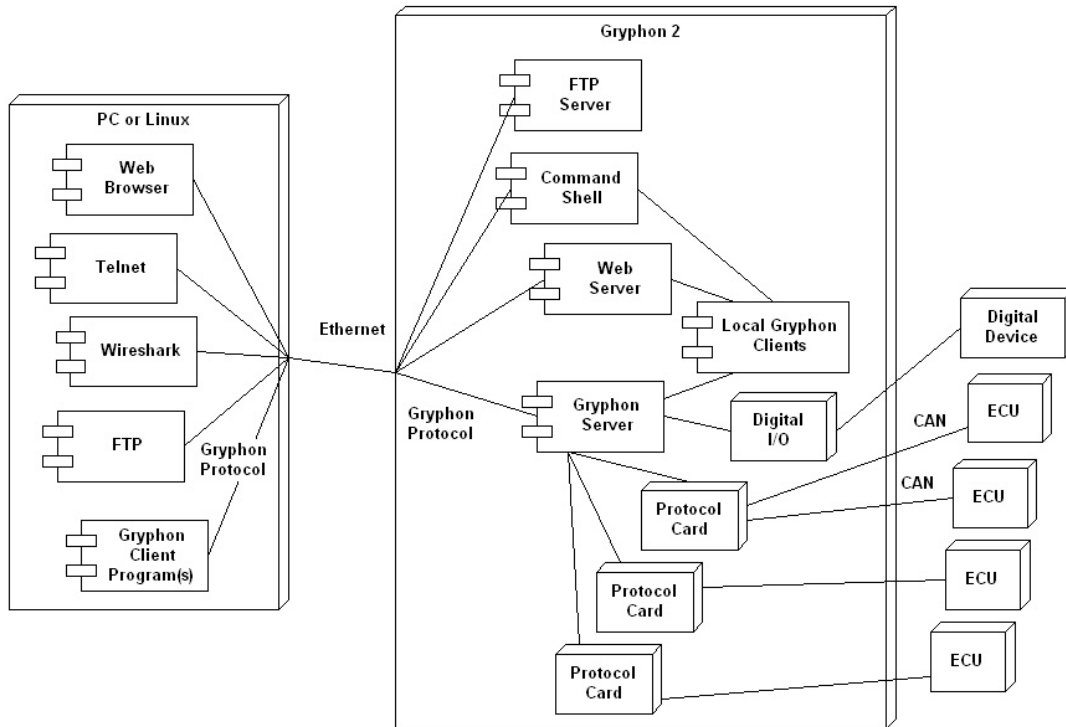 Gryphon 2
PC or Linux
Web
Browser
Telnet
Wireshark
FTP
Gryphon
Protocol
Gryphon
Client
Program(s)
Ethernet
Gryphon
Protocol
FTP
Server
Command
Shell
Web
Server
Local Gryphon
Clients
Gryphon
Server
Digital
I/O
Protocol
Card
Protocol
Card
Protocol
Card
Digital
Device
CAN
ECU
CAN
ECU
ECU
ECU